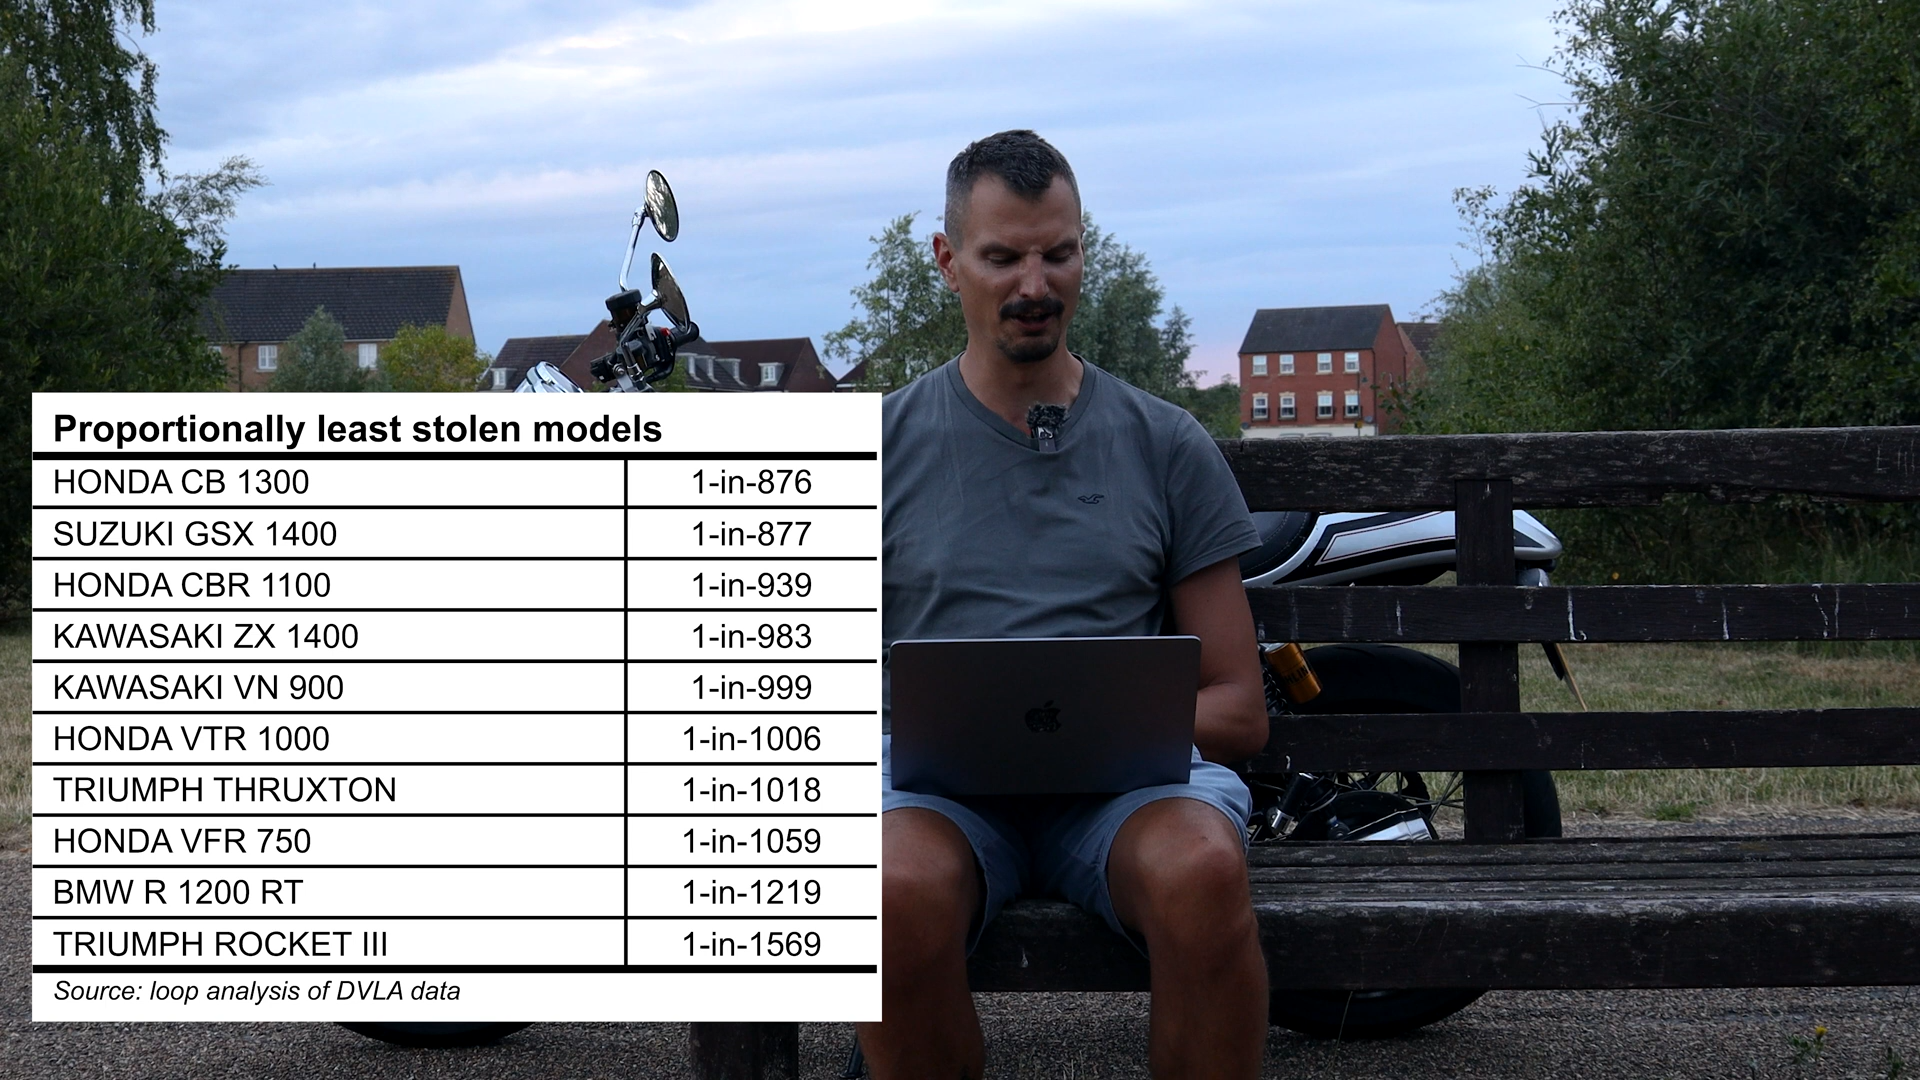 Proportionally least stolen models
HONDA CB 1300 1-in-876
SUZUKI GSX 1400 1-in-877
HONDA CBR 1100 1-in-939
KAWASAKI ZX 1400 1-in-983
KAWASAKI VN 900 1-in-999
HONDA VTR 1000 1-in-1006
TRIUMPH THRUXTON 1-in-1018
HONDA VFR 750 1-in-1059
BMW R 1200 RT 1-in-1219
TRIUMPH ROCKET III 1-in-1569
Source: loop analysis of DVLA data